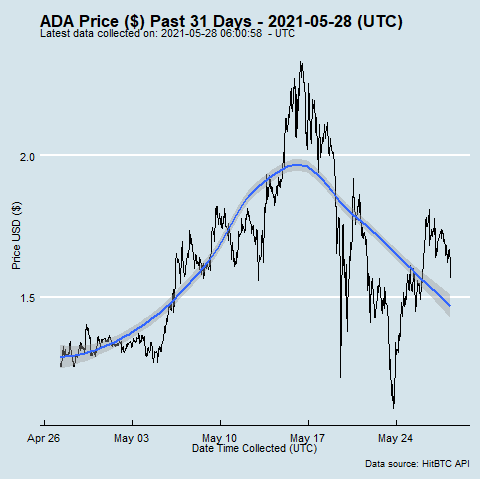 ADA Price ($) Past 31 Days - 2021-05-28 (UTC)
Latest data collected on: 2021-05-28 06:00:58 - UTC
Price USD ($)
2.0
1.5
Apr 26
May 03
May 10
May 17
May 24
Date Time Collected (UTC)
Data source: HitBTC API